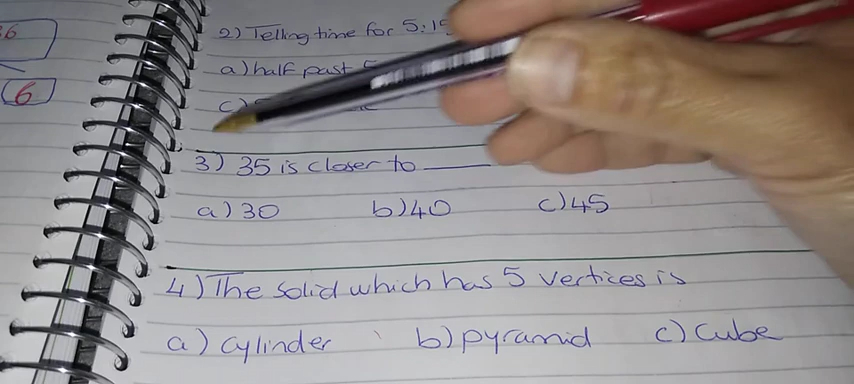 36
6
2) Telling time for 5:15
a) half past
c)
3) 35 is closer to
a) 30 b) 40 c) 45
4) The solid which has 5 vertices is
a) cylinder b) pyramid c) cube